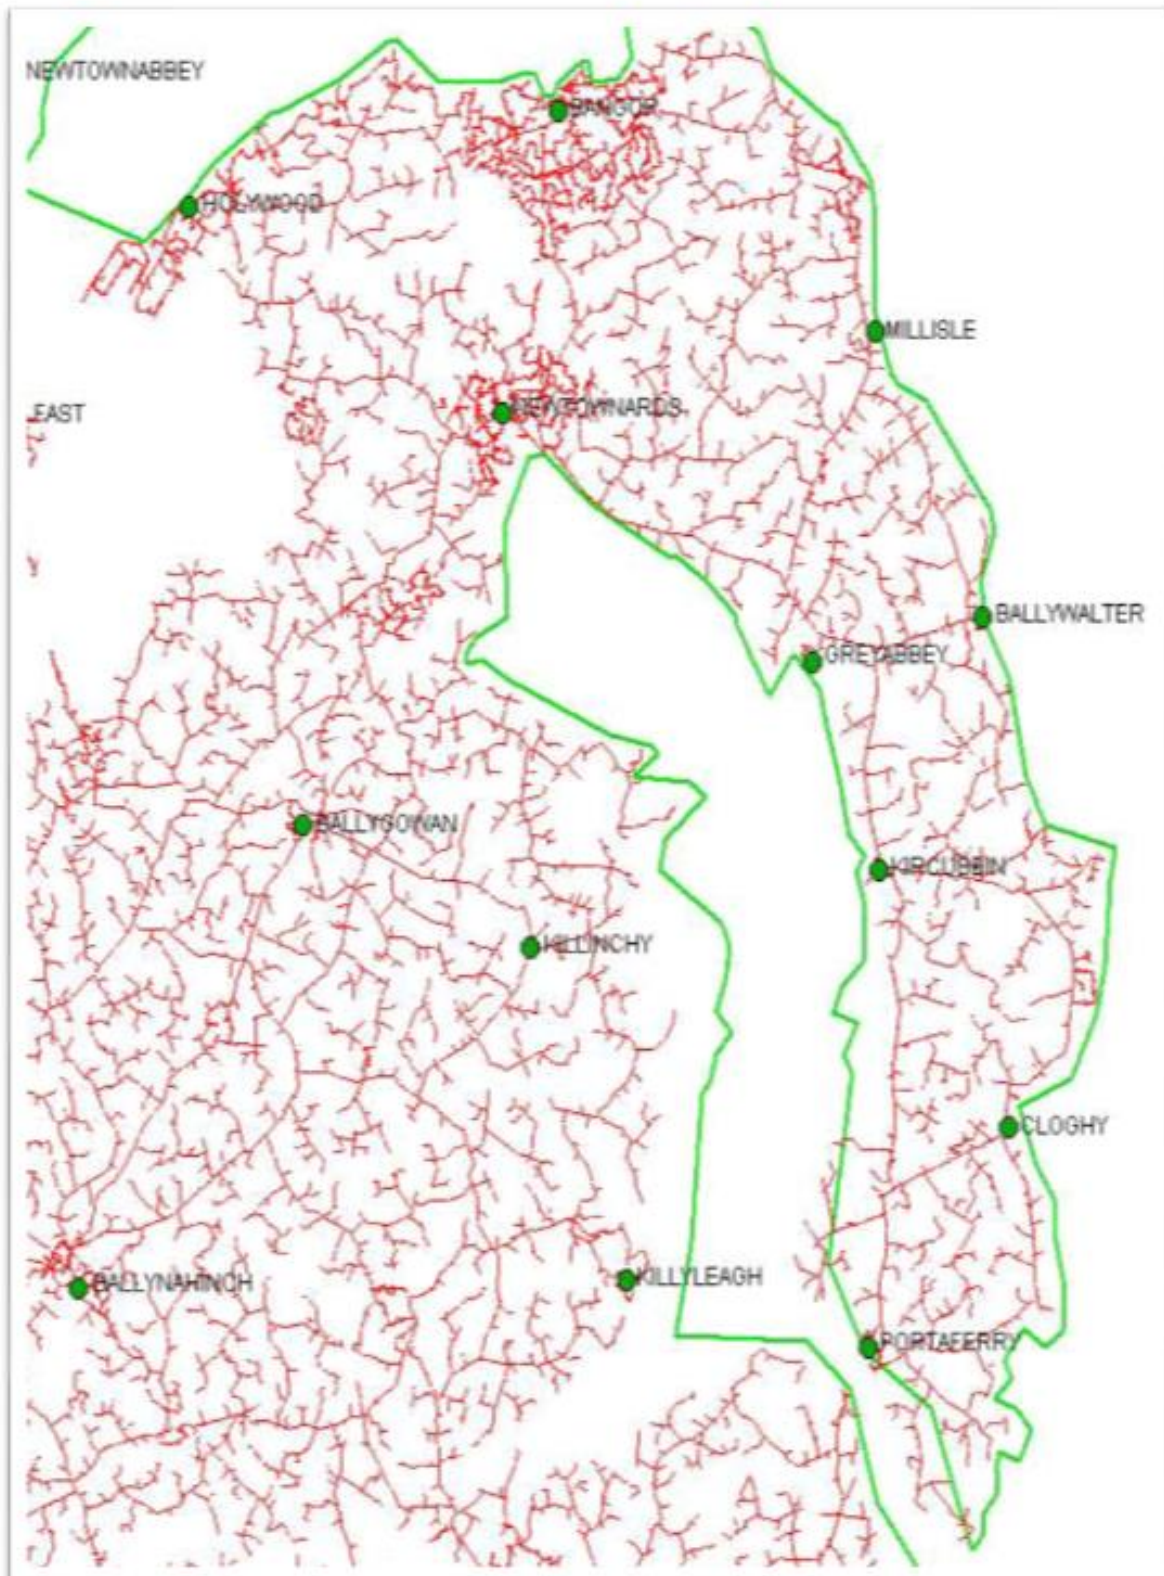 NEWTOWNABBEY
BANGOR
HOLYWOOD
MILLISLE
EAST
NEWTOWNARDS
BALLYWALTER
GREYABBEY
BALLYGOWAN
KIRCUBBIN
KILLINCHY
CLOGHY
BALLYNAHINCH
KILLYLEAGH
PORTAFERRY